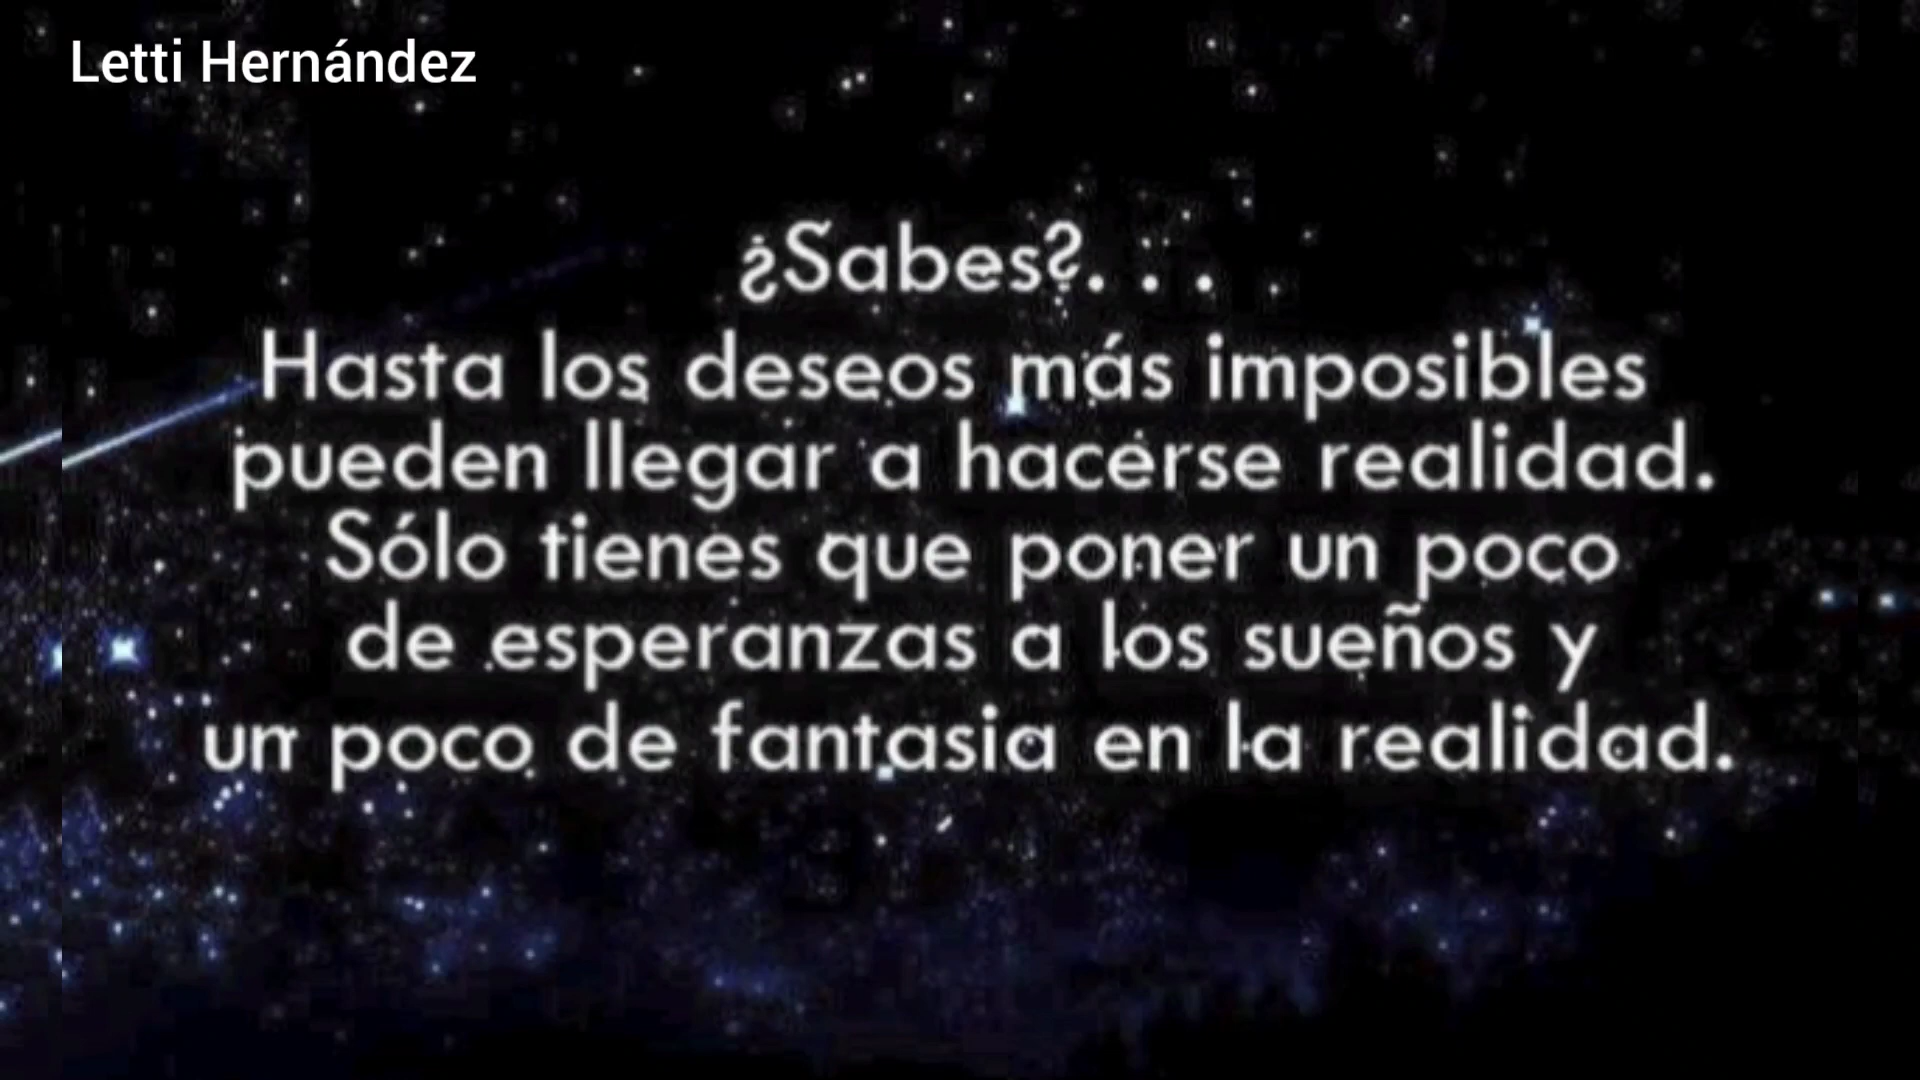 Letti Hernández
¿Sabes?. . .
Hasta los deseos más imposibles
pueden llegar a hacerse realidad.
Sólo tienes que poner un poco
de esperanzas a los sueños y
un poco de fantasia en la realidad.